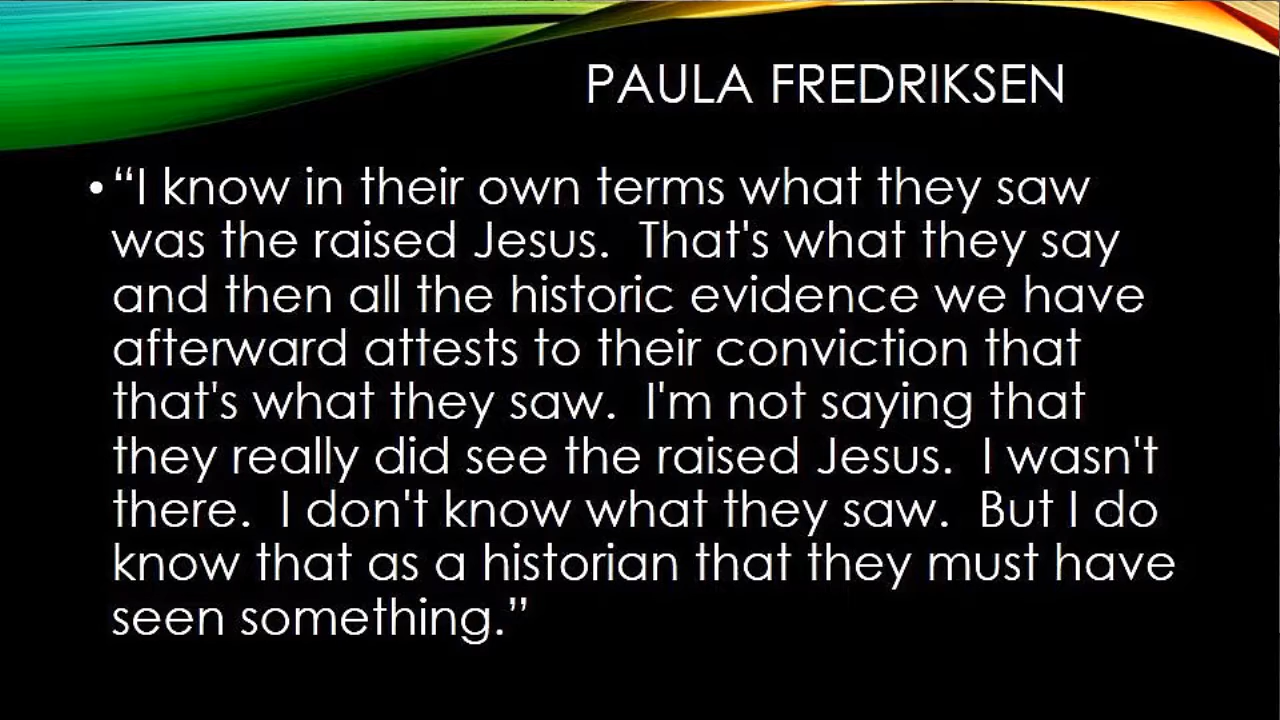 PAULA FREDRIKSEN
• “I know in their own terms what they saw
was the raised Jesus.  That's what they say
and then all the historic evidence we have
afterward attests to their conviction that
that's what they saw.  I'm not saying that
they really did see the raised Jesus.  I wasn't
there.  I don't know what they saw.  But I do
know that as a historian that they must have
seen something.”